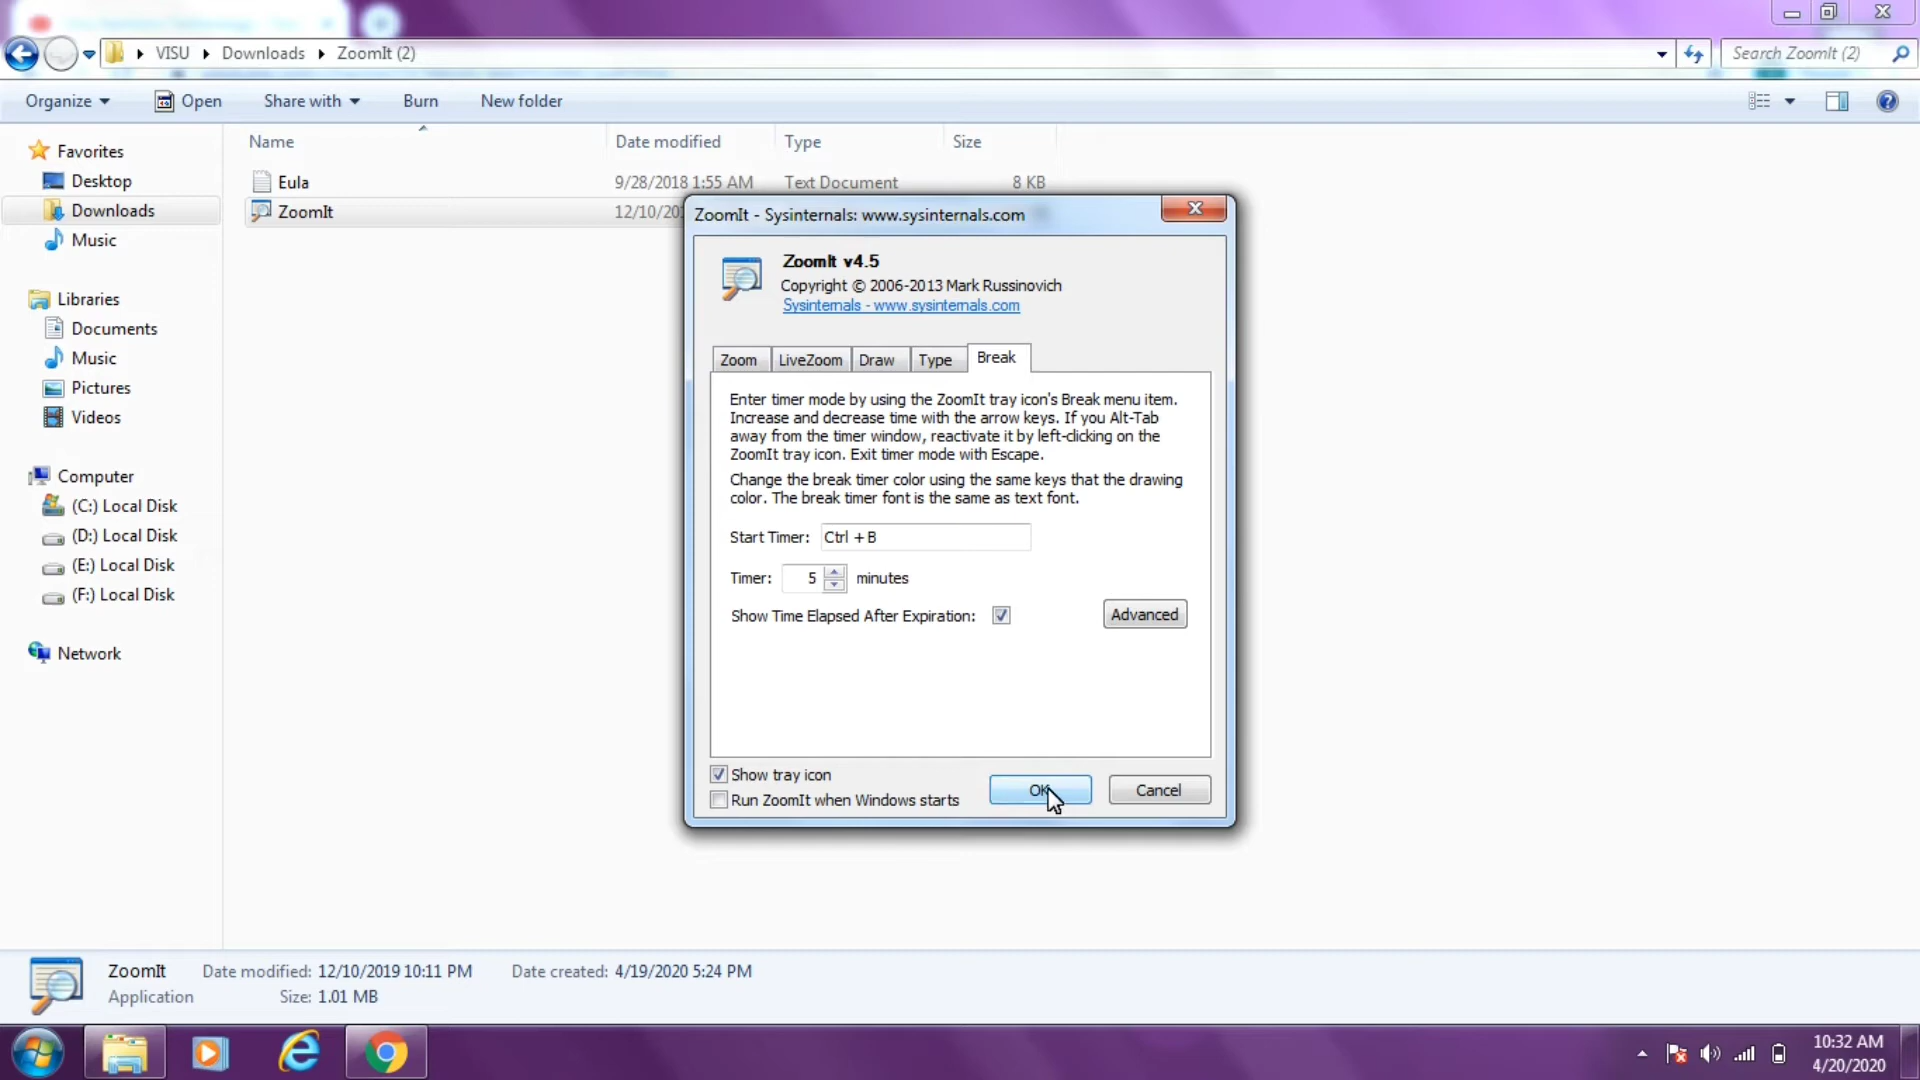 VISU Downloads ZoomIt (2)
Search ZoomIt (2)
Organize Open Share with Burn New folder
Name Date modified Type Size
Favorites
Desktop
Downloads
Music
Libraries
Documents
Music
Pictures
Videos
Computer
(C:) Local Disk
(D:) Local Disk
(E:) Local Disk
(F:) Local Disk
Network
Eula 9/28/2018 1:55 AM Text Document 8 KB
ZoomIt 12/10/20
ZoomIt - Sysinternals: www.sysinternals.com
ZoomIt v4.5
Copyright © 2006-2013 Mark Russinovich
Sysinternals - www.sysinternals.com
Zoom LiveZoom Draw Type Break
Enter timer mode by using the ZoomIt tray icon's Break menu item.
Increase and decrease time with the arrow keys. If you Alt-Tab
away from the timer window, reactivate it by left-clicking on the
ZoomIt tray icon. Exit timer mode with Escape.
Change the break timer color using the same keys that the drawing
color. The break timer font is the same as text font.
Start Timer: Ctrl + B
Timer: 5 minutes
Show Time Elapsed After Expiration:
Advanced
Show tray icon
Run ZoomIt when Windows starts
OK
Cancel
ZoomIt Date modified: 12/10/2019 10:11 PM Date created: 4/19/2020 5:24 PM
Application Size: 1.01 MB
10:32 AM
4/20/2020